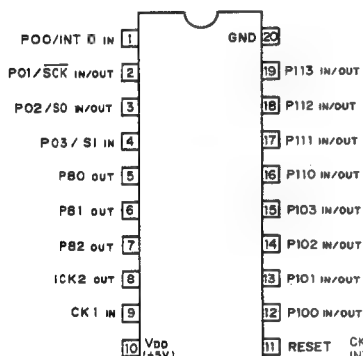 P00/INT 0 IN 1
P01/SCK IN/OUT 2
P02/SO IN/OUT 3
P03/ SI IN 4
P80 OUT 5
P81 OUT 6
P82 OUT 7
ICK2 OUT 8
CK1 IN 9
10 VDD
(+5V)
GND 20
19 P113 IN/OUT
18 P112 IN/OUT
17 P111 IN/OUT
16 P110 IN/OUT
15 P103 IN/OUT
14 P102 IN/OUT
13 P101 IN/OUT
12 P100 IN/OUT
11 RESET